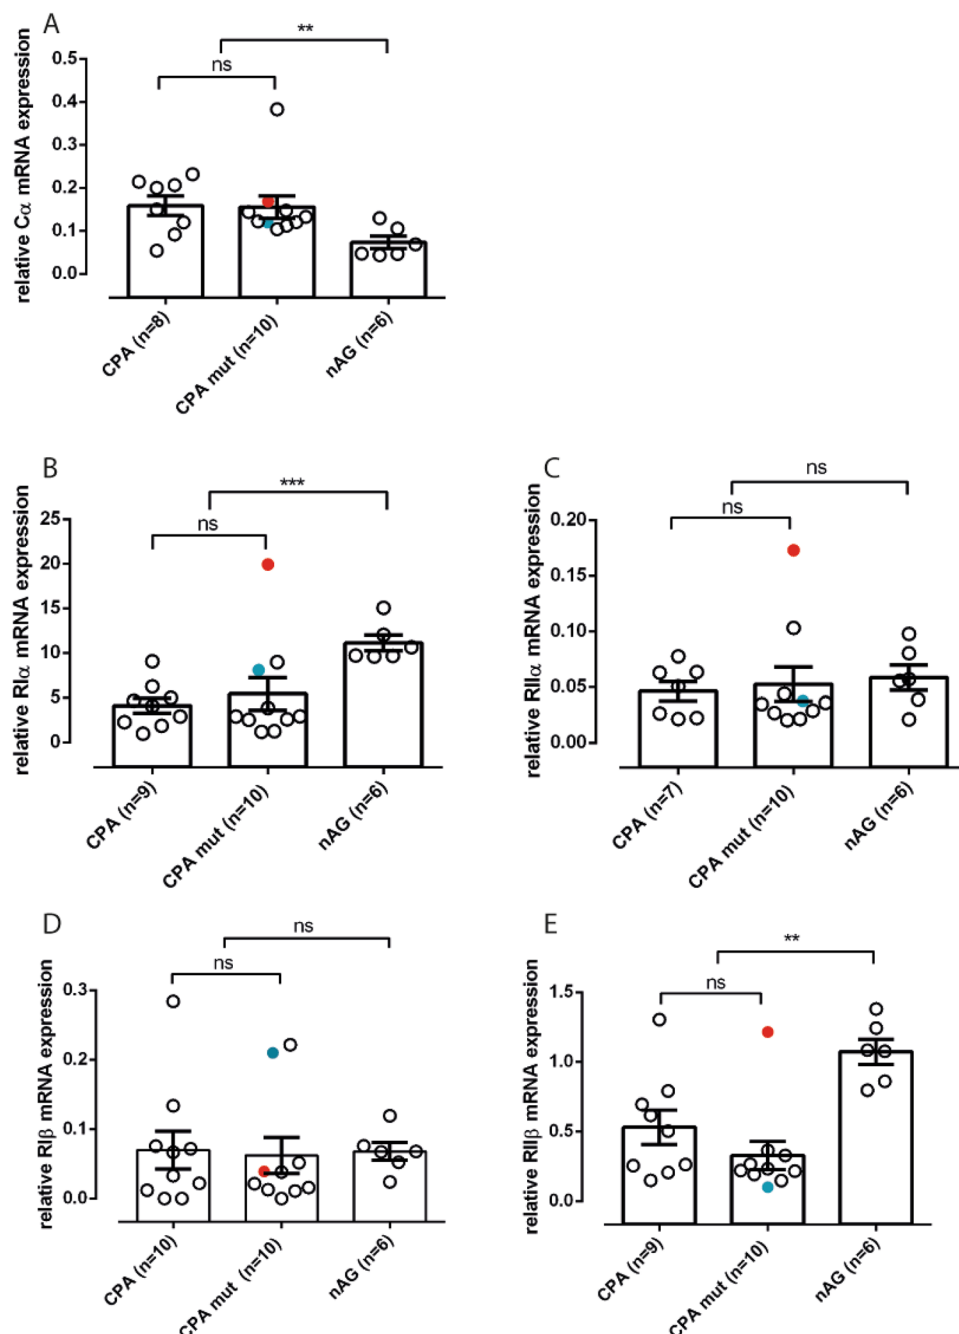 A
**
ns
relative Cα mRNA expression
0.5
0.4
0.3
0.2
0.1
0.0
CPA (n=8)
CPA mut (n=10)
nAG (n=6)
B
***
ns
relative RIα mRNA expression
25
20
15
10
5
0
CPA (n=9)
CPA mut (n=10)
nAG (n=6)
C
ns
ns
relative RIIα mRNA expression
0.20
0.15
0.10
0.05
0.00
CPA (n=7)
CPA mut (n=10)
nAG (n=6)
D
ns
ns
relative RIβ mRNA expression
0.3
0.2
0.1
0.0
CPA (n=10)
CPA mut (n=10)
nAG (n=6)
E
**
ns
relative RIIβ mRNA expression
1.5
1.0
0.5
0.0
CPA (n=9)
CPA mut (n=10)
nAG (n=6)